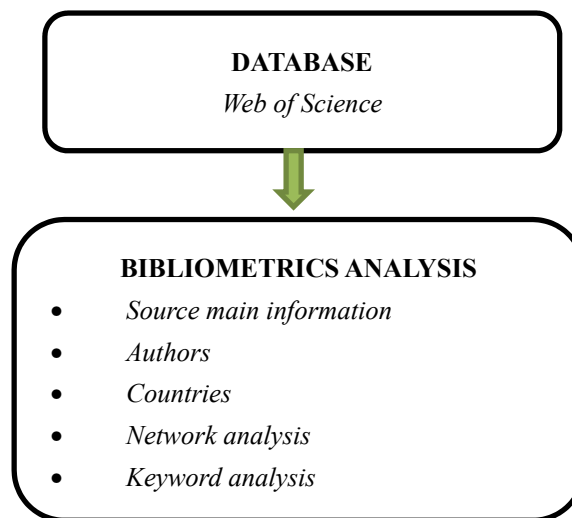 DATABASE
Web of Science
BIBLIOMETRICS ANALYSIS
• Source main information
• Authors
• Countries
• Network analysis
• Keyword analysis